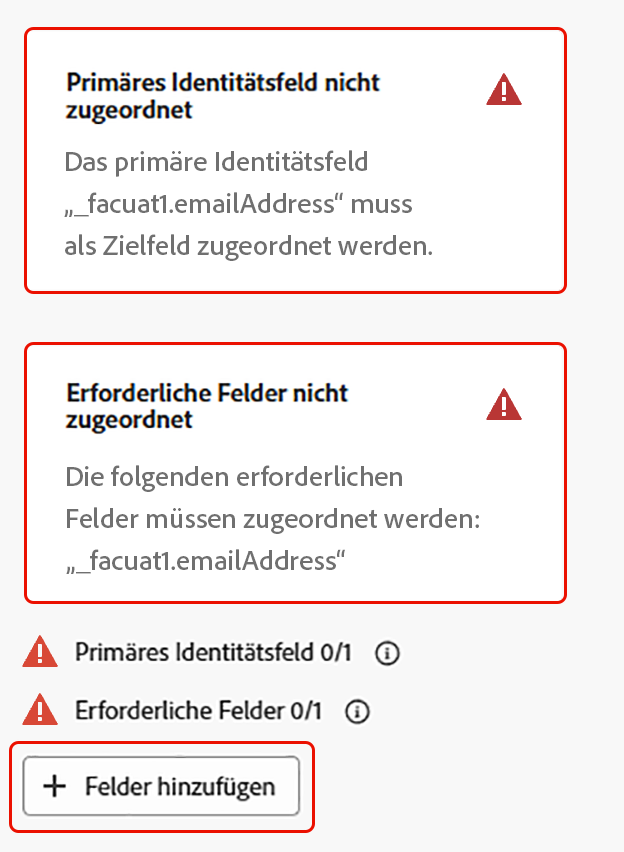 Primäres Identitätsfeld nicht
zugeordnet
Das primäre Identitätsfeld
„_facuat1.emailAddress“ muss
als Zielfeld zugeordnet werden.
Erforderliche Felder nicht
zugeordnet
Die folgenden erforderlichen
Felder müssen zugeordnet werden:
„_facuat1.emailAddress“
Primäres Identitätsfeld 0/1
Erforderliche Felder 0/1
+ Felder hinzufügen